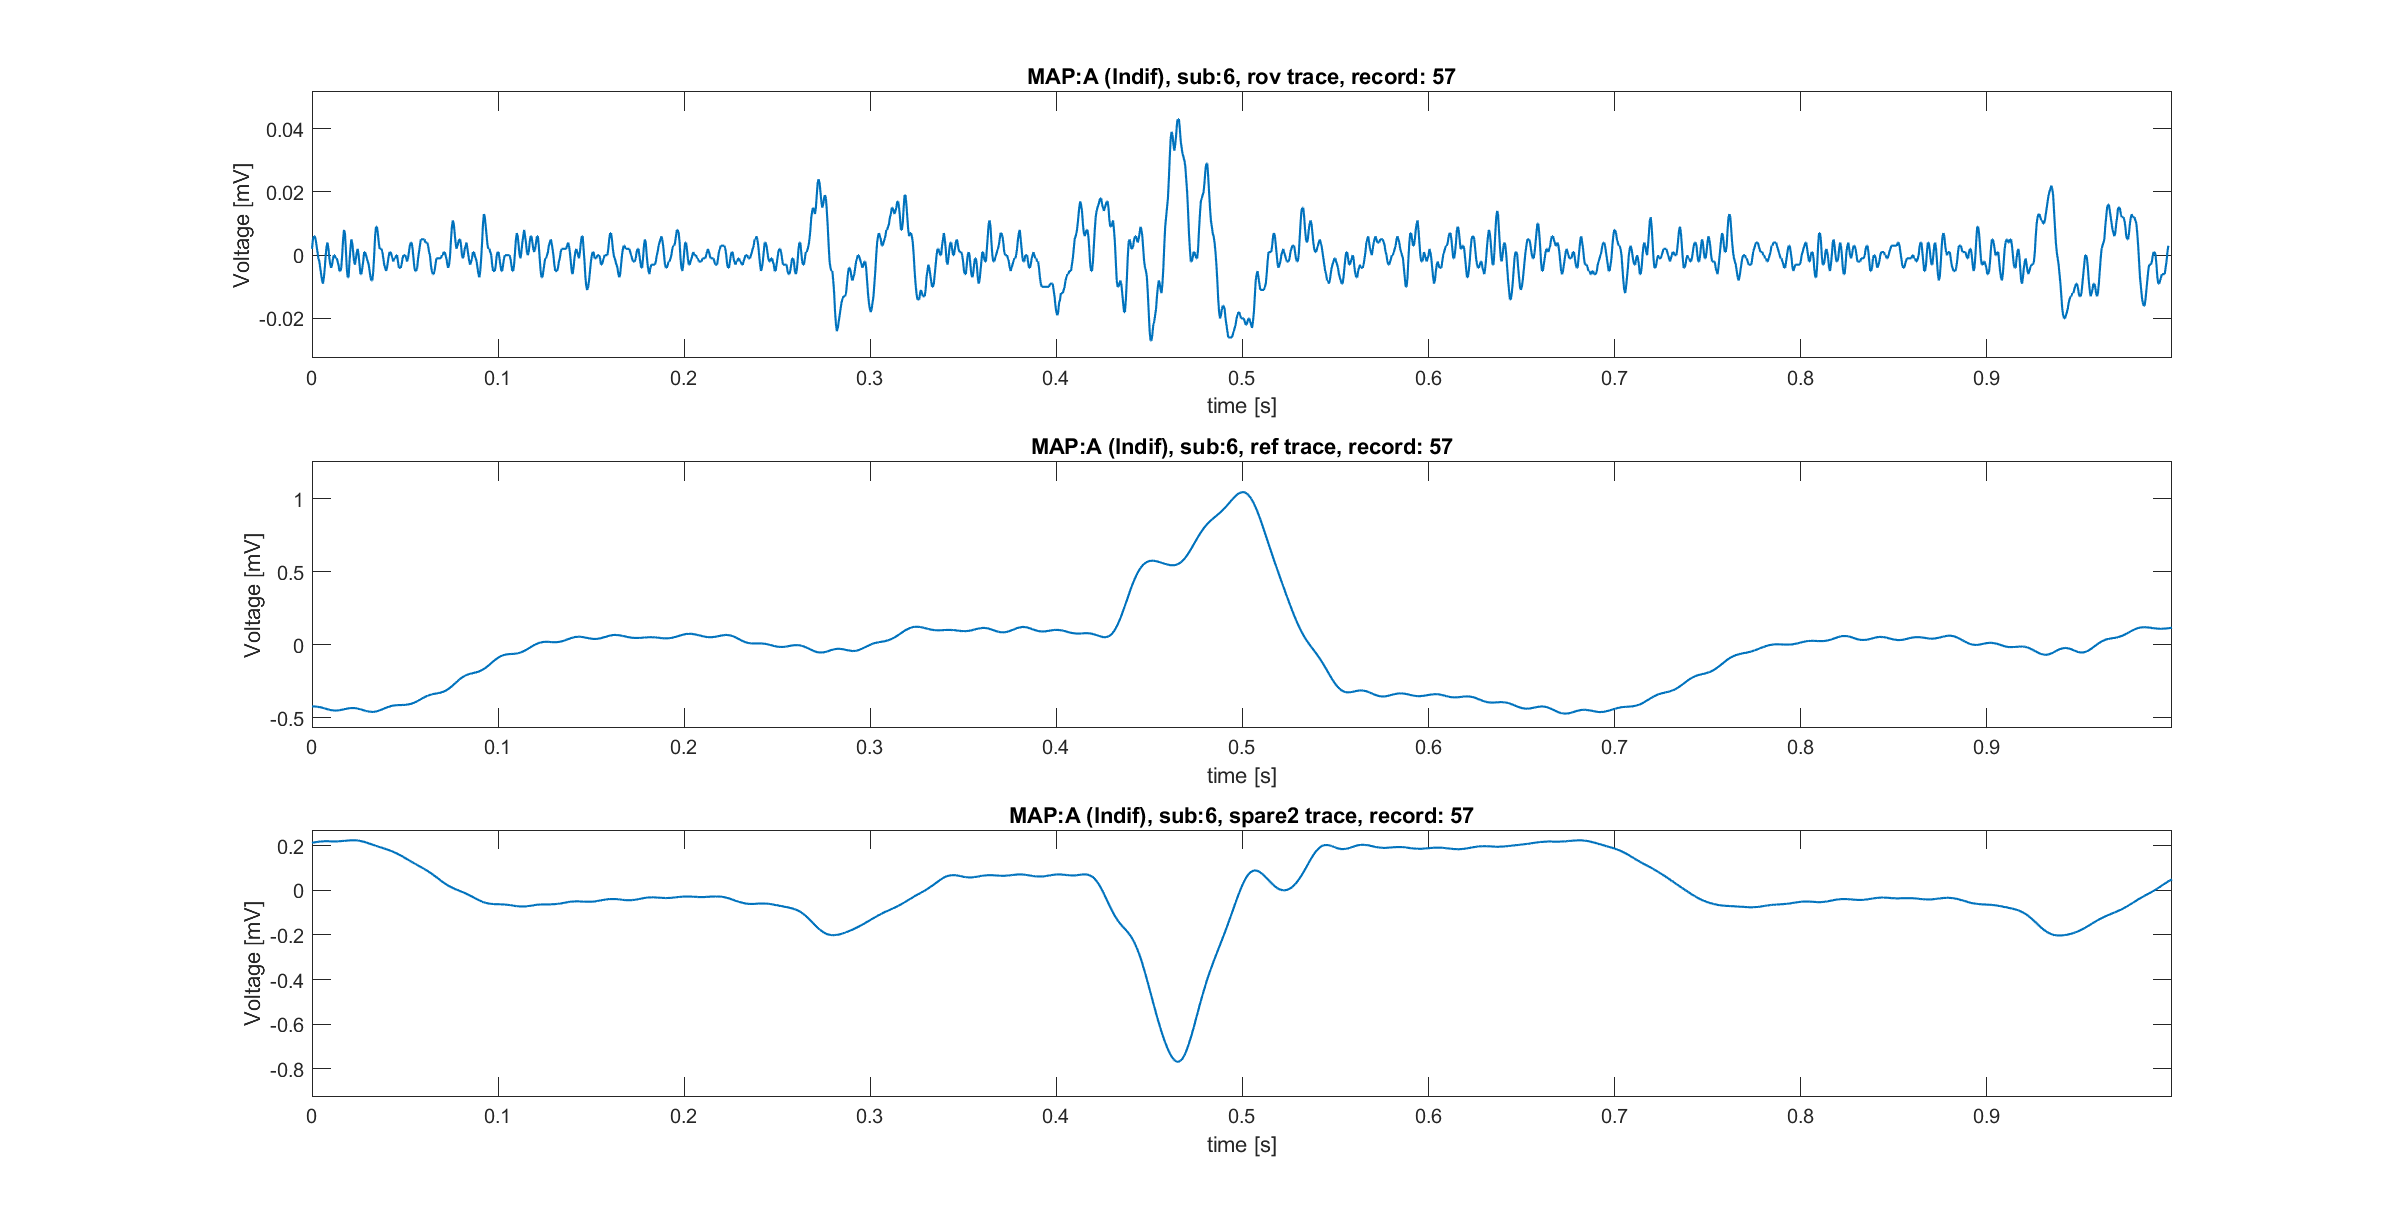 MAP:A (Indif), sub:6, rov trace, record: 57
Voltage [mV]
0.04
0.02
0
-0.02
0 0.1 0.2 0.3 0.4 0.5 0.6 0.7 0.8 0.9
time [s]
MAP:A (Indif), sub:6, ref trace, record: 57
Voltage [mV]
1
0.5
0
-0.5
0 0.1 0.2 0.3 0.4 0.5 0.6 0.7 0.8 0.9
time [s]
MAP:A (Indif), sub:6, spare2 trace, record: 57
Voltage [mV]
0.2
0
-0.2
-0.4
-0.6
-0.8
0 0.1 0.2 0.3 0.4 0.5 0.6 0.7 0.8 0.9
time [s]